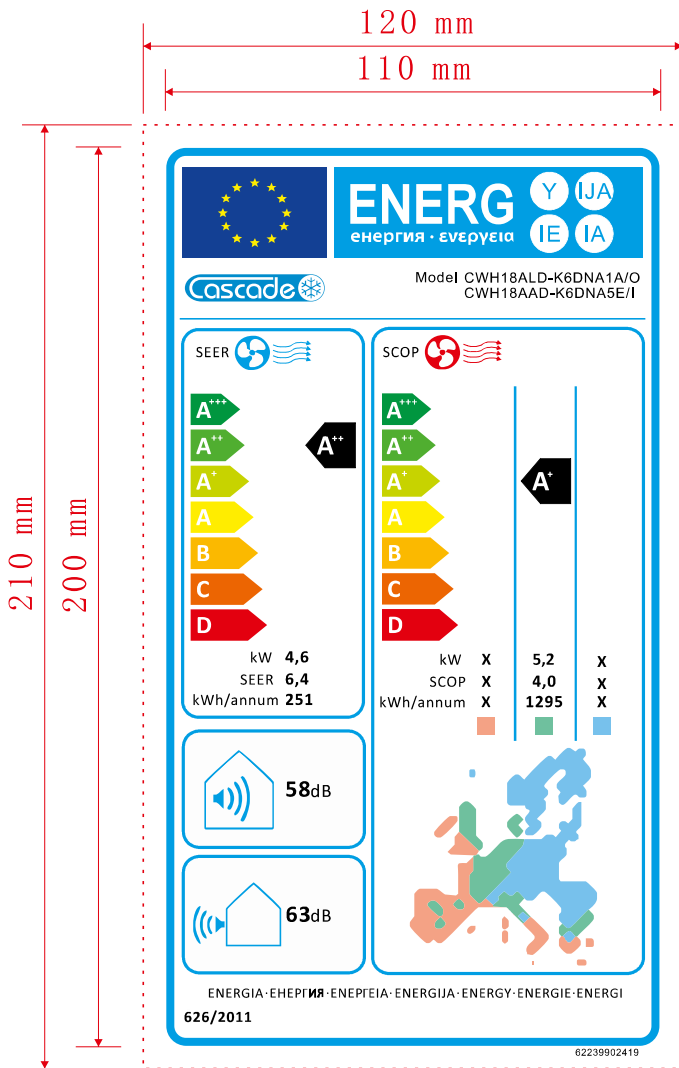 120 mm
110 mm
210 mm
200 mm
ENERG
енергия · ενεργεια
Y
IJA
IE
IA
Cascade
Model CWH18ALD-K6DNA1A/O
CWH18AAD-K6DNA5E/I
SEER
A+++
A++
A+
A
B
C
D
A++
kW 4,6
SEER 6,4
kWh/annum 251
SCOP
A+++
A++
A+
A
B
C
D
A+
kW X 5,2 X
SCOP X 4,0 X
kWh/annum X 1295 X
58dB
63dB
ENERGIA·ЕНЕРГИЯ·ΕΝΕΡΓΕΙΑ·ENERGIJA·ENERGY·ENERGIE·ENERGI
626/2011
62239902419